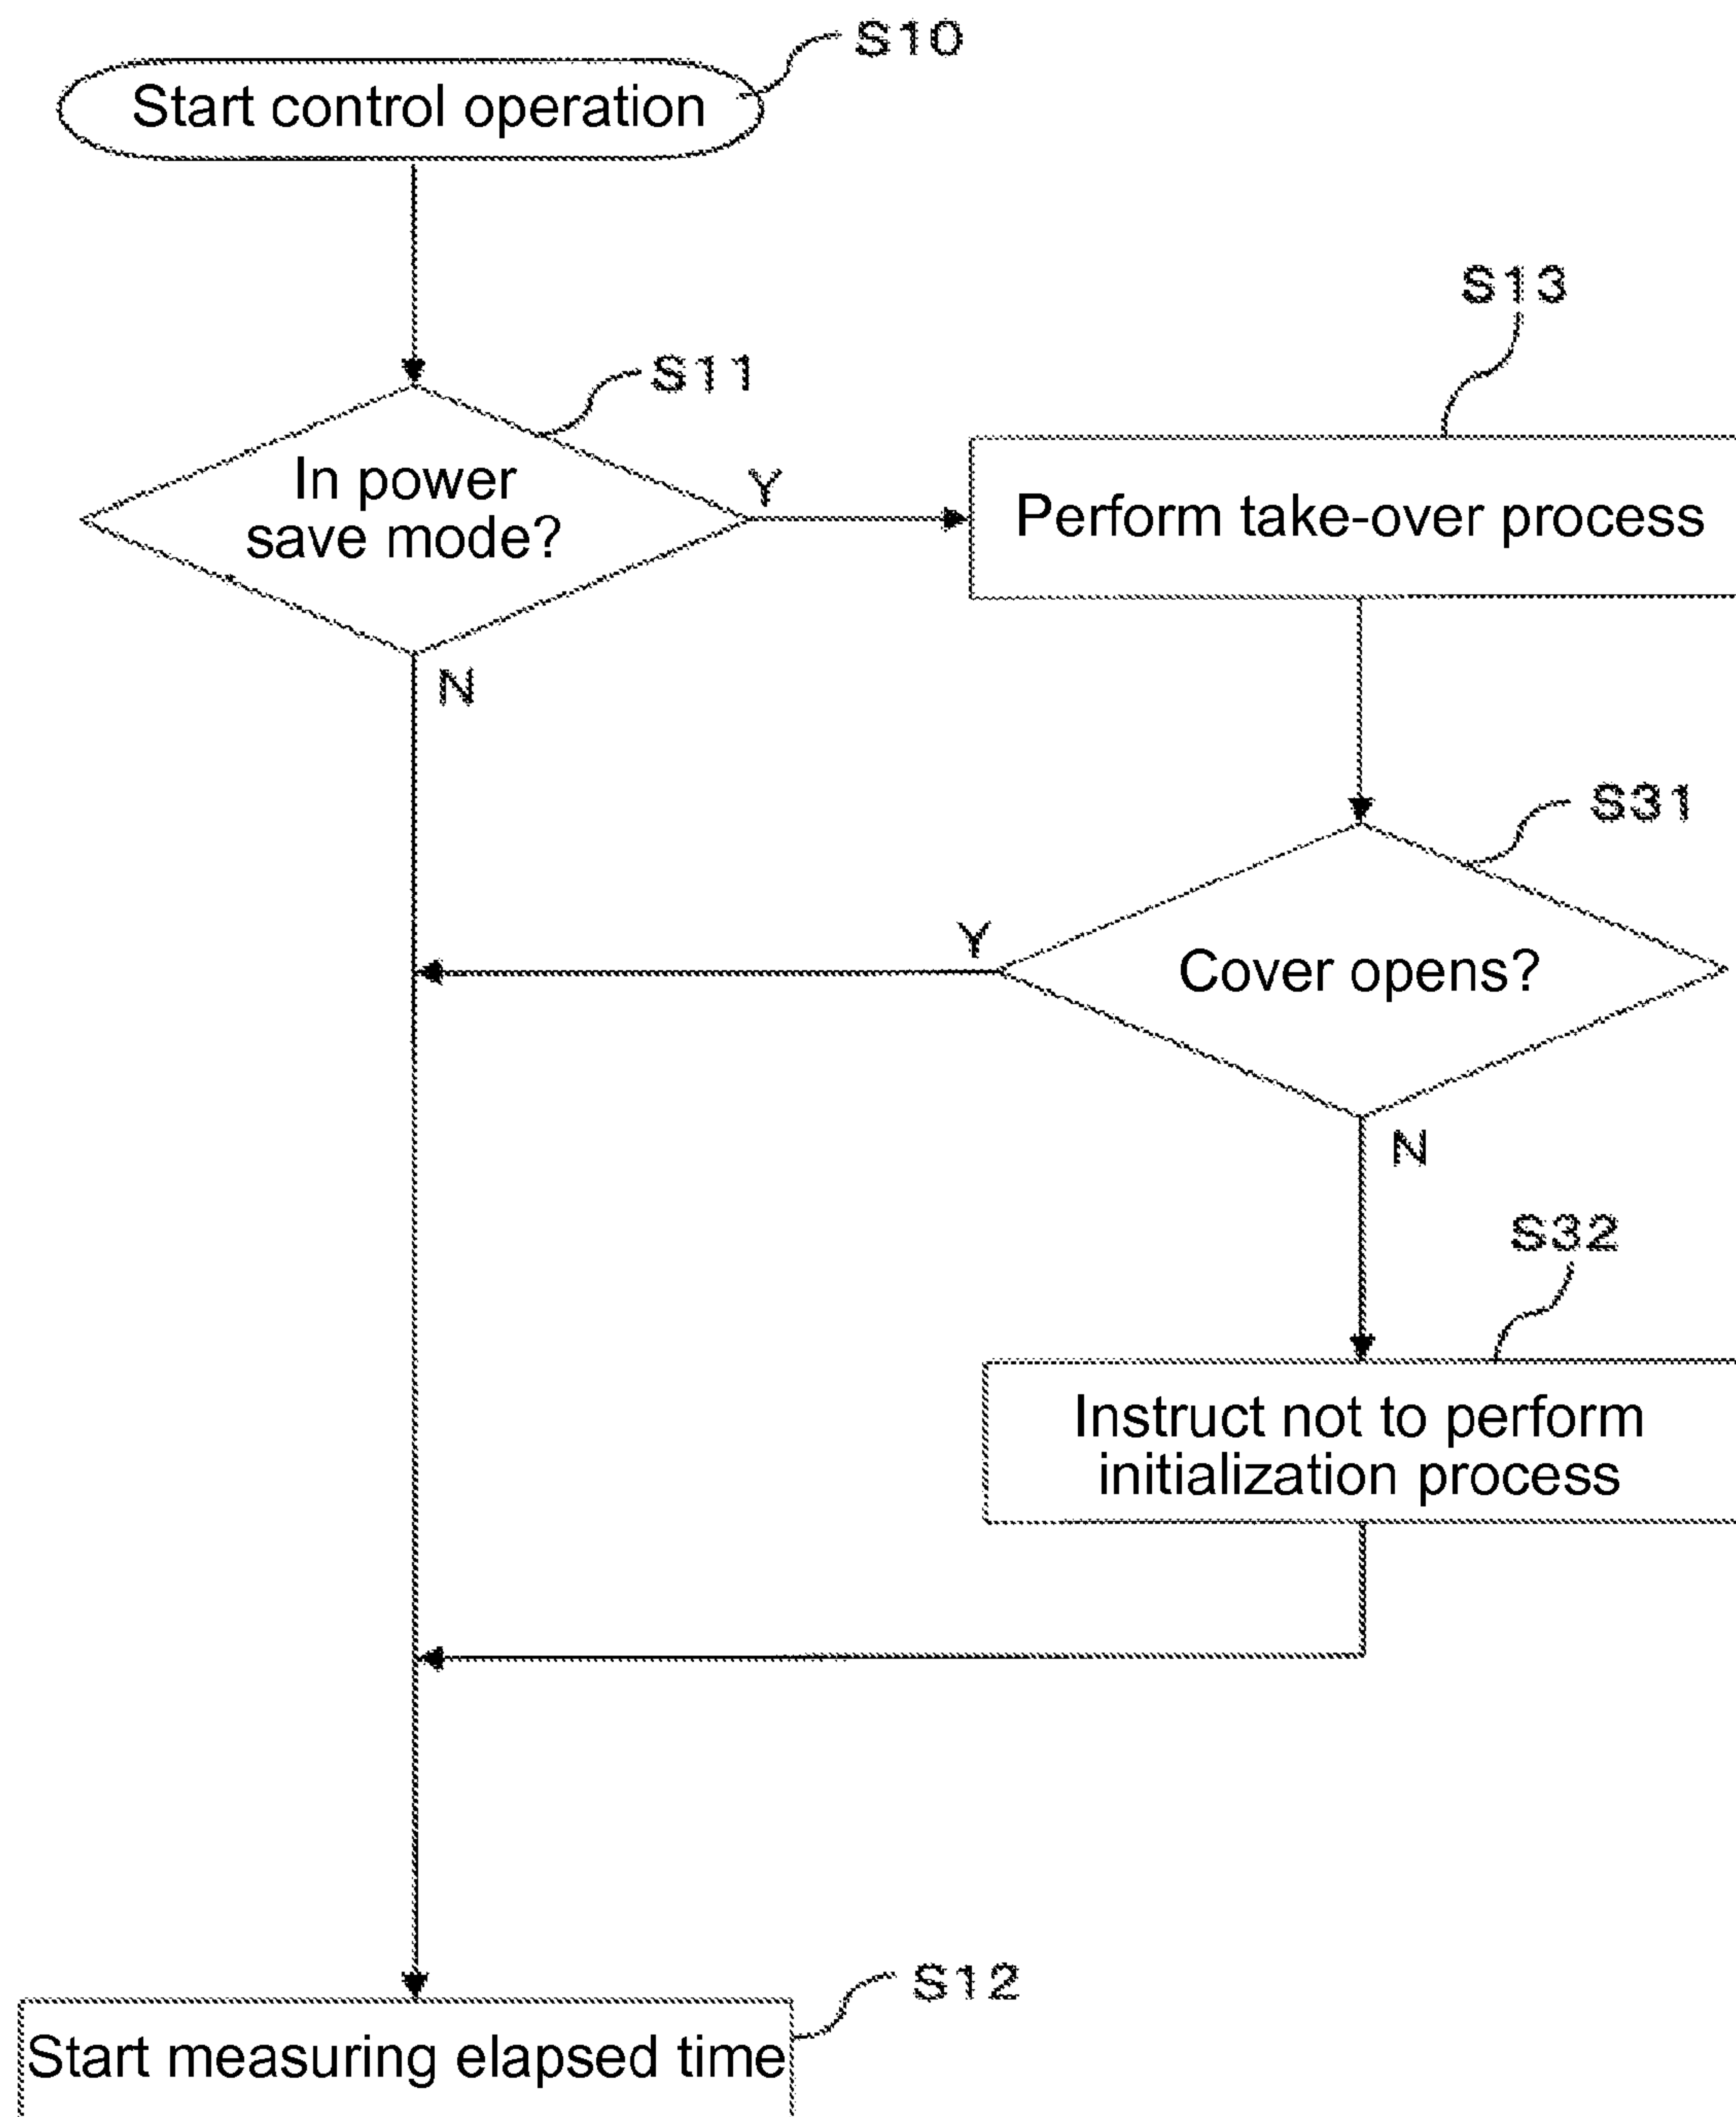 S10
Start control operation
S13
S11
In power
save mode?
Y
Perform take-over process
N
S31
Y
Cover opens?
N
S32
Instruct not to perform
initialization process
S12
Start measuring elapsed time